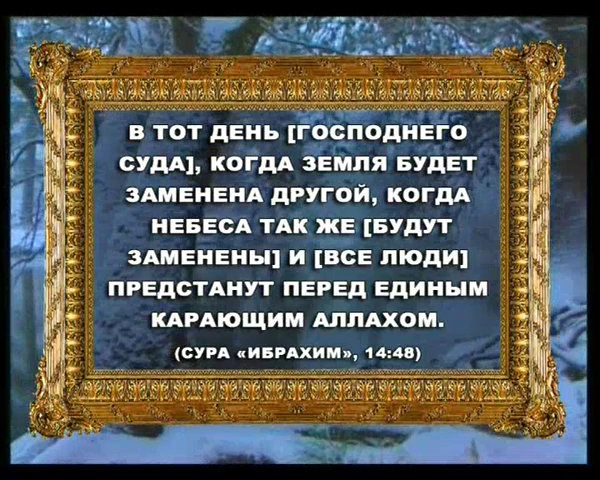 В ТОТ ДЕНЬ [ГОСПОДНЕГО
СУДА], КОГДА ЗЕМЛЯ БУДЕТ
ЗАМЕНЕНА ДРУГОЙ, КОГДА
НЕБЕСА ТАК ЖЕ [БУДУТ
ЗАМЕНЕНЫ] И [ВСЕ ЛЮДИ]
ПРЕДСТАНУТ ПЕРЕД ЕДИНЫМ
КАРАЮЩИМ АЛЛАХОМ.
(СУРА «ИБРАХИМ», 14:48)